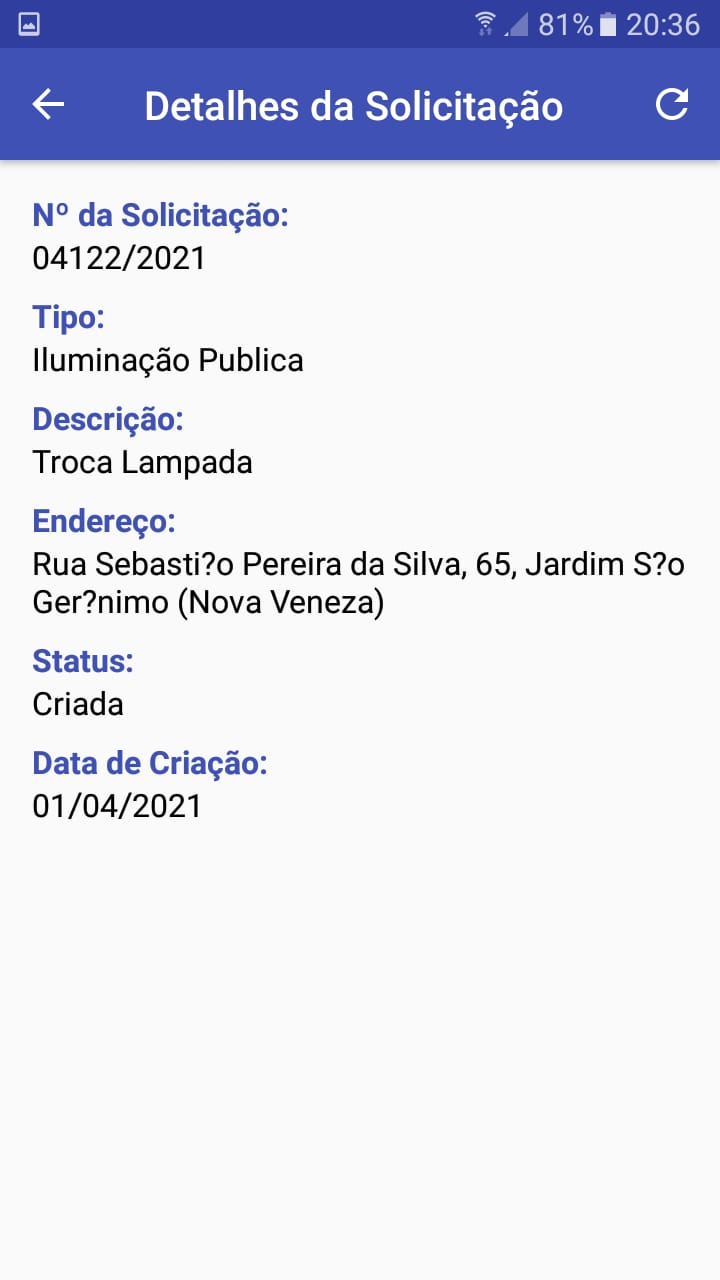 81% 20:36
Detalhes da Solicitação
Nº da Solicitação:
04122/2021
Tipo:
Iluminação Publica
Descrição:
Troca Lampada
Endereço:
Rua Sebasti?o Pereira da Silva, 65, Jardim S?o
Ger?nimo (Nova Veneza)
Status:
Criada
Data de Criação:
01/04/2021